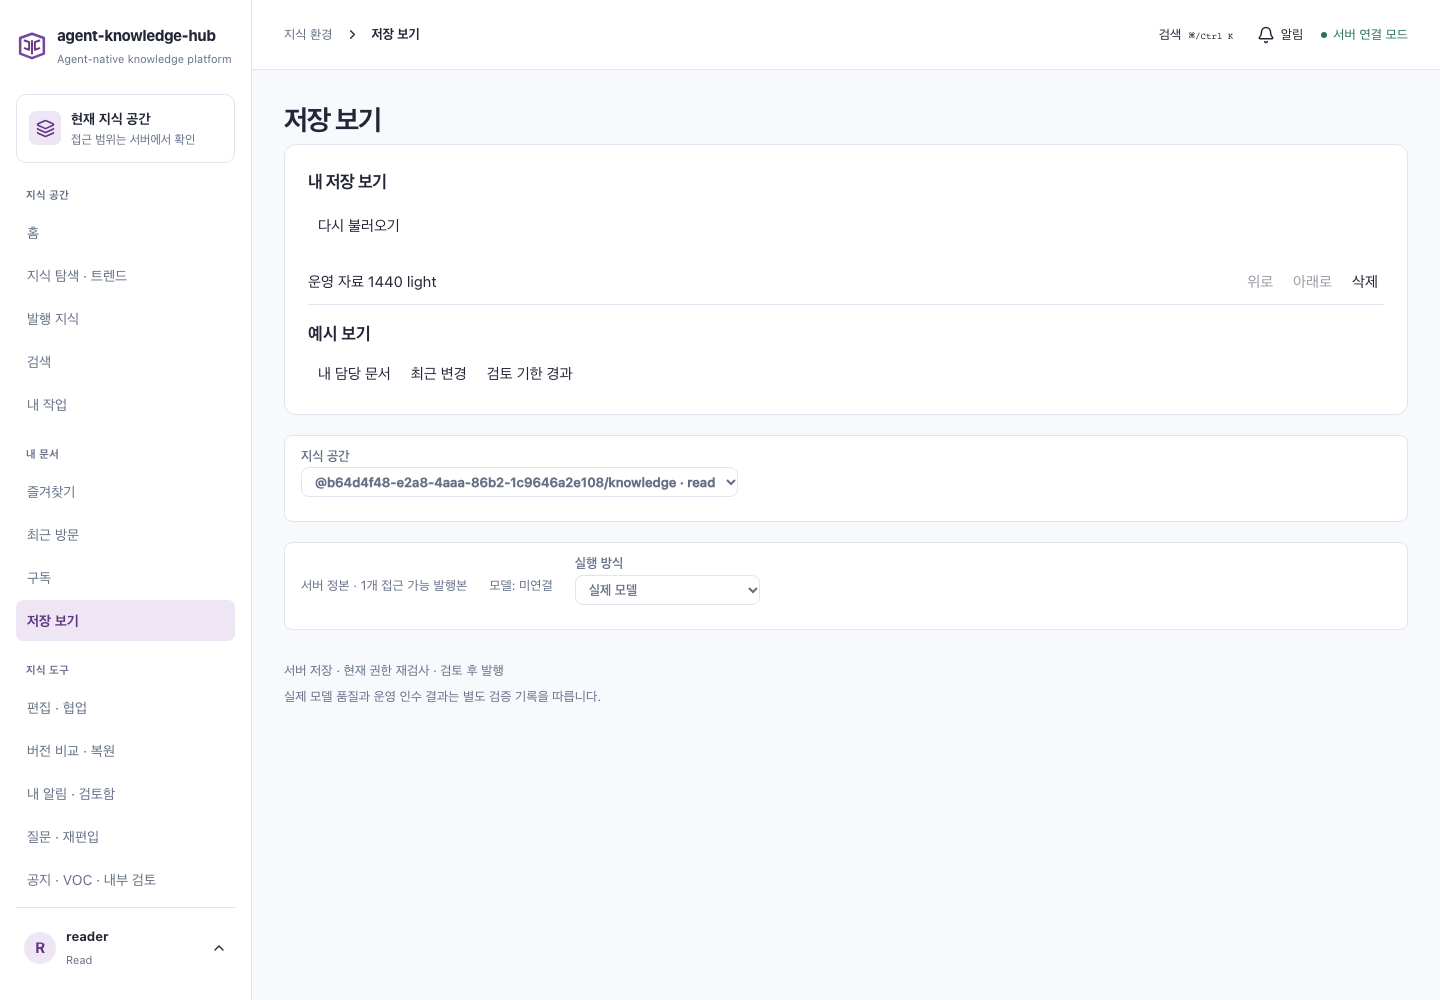 agent-knowledge-hub
Agent-native knowledge platform
현재 지식 공간
접근 범위는 서버에서 확인
지식 공간
홈
지식 탐색 · 트렌드
발행 지식
검색
내 작업
내 문서
즐겨찾기
최근 방문
구독
저장 보기
지식 도구
편집 · 협업
버전 비교 · 복원
내 알림 · 검토함
질문 · 재편입
공지 · VOC · 내부 검토
R
reader
Read
지식 환경 > 저장 보기
검색 ⌘/Ctrl K 알림 서버 연결 모드
저장 보기
내 저장 보기
다시 불러오기
운영 자료 1440 light 위로 아래로 삭제
예시 보기
내 담당 문서 최근 변경 검토 기한 경과
지식 공간
@b64d4f48-e2a8-4aaa-86b2-1c9646a2e108/knowledge · read
실행 방식
서버 정본 · 1개 접근 가능 발행본 모델: 미연결 실제 모델
서버 저장 · 현재 권한 재검사 · 검토 후 발행
실제 모델 품질과 운영 인수 결과는 별도 검증 기록을 따릅니다.